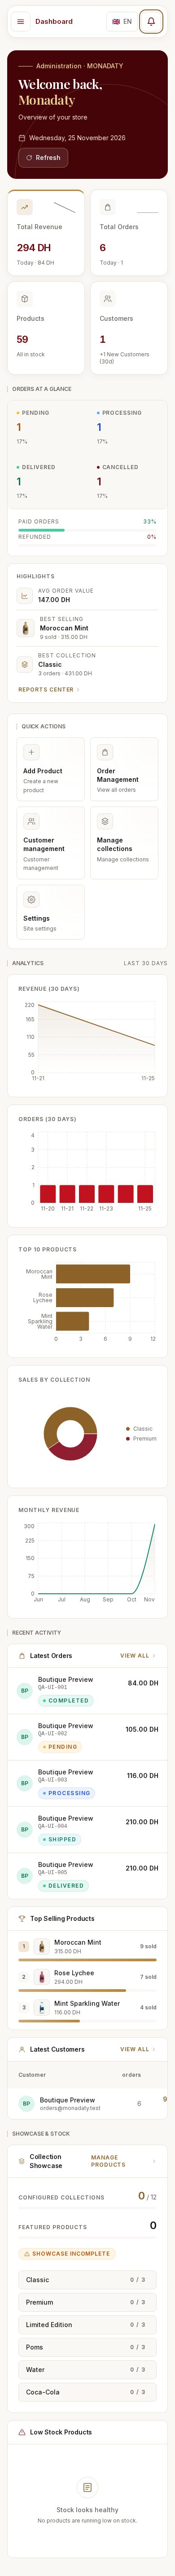 Dashboard
EN
Administration · MONADATY
Welcome back,
Monadaty
Overview of your store
Wednesday, 25 November 2026
Refresh
Total Revenue
294 DH
Today · 84 DH
Total Orders
6
Today · 1
Products
59
All in stock
Customers
1
+1 New Customers
(30d)
ORDERS AT A GLANCE
PENDING
1
17%
PROCESSING
1
17%
DELIVERED
1
17%
CANCELLED
1
17%
PAID ORDERS
33%
REFUNDED
0%
HIGHLIGHTS
AVG ORDER VALUE
147.00 DH
BEST SELLING
Moroccan Mint
9 sold · 315.00 DH
BEST COLLECTION
Classic
3 orders · 431.00 DH
REPORTS CENTER
QUICK ACTIONS
Add Product
Create a new
product
Order
Management
View all orders
Customer
management
Customer
management
Manage
collections
Manage collections
Settings
Site settings
ANALYTICS
LAST 30 DAYS
REVENUE (30 DAYS)
220
165
110
55
0
11-21
11-25
ORDERS (30 DAYS)
4
3
2
1
0
11-20
11-21
11-22
11-23
11-25
TOP 10 PRODUCTS
Moroccan
Mint
Rose
Lychee
Mint
Sparkling
Water
0
3
6
9
12
SALES BY COLLECTION
Classic
Premium
MONTHLY REVENUE
300
225
150
75
0
Jun
Jul
Aug
Sep
Oct
Nov
RECENT ACTIVITY
Latest Orders
VIEW ALL
BP
Boutique Preview
QA-UI-001
COMPLETED
84.00 DH
BP
Boutique Preview
QA-UI-002
PENDING
105.00 DH
BP
Boutique Preview
QA-UI-003
PROCESSING
116.00 DH
BP
Boutique Preview
QA-UI-004
SHIPPED
210.00 DH
BP
Boutique Preview
QA-UI-005
DELIVERED
210.00 DH
Top Selling Products
1
Moroccan Mint
315.00 DH
9 sold
2
Rose Lychee
294.00 DH
7 sold
3
Mint Sparkling Water
116.00 DH
4 sold
Latest Customers
VIEW ALL
Customer
orders
BP
Boutique Preview
orders@monadaty.test
6
9
SHOWCASE & STOCK
Collection
Showcase
MANAGE
PRODUCTS
CONFIGURED COLLECTIONS
0 / 12
FEATURED PRODUCTS
0
SHOWCASE INCOMPLETE
Classic
0 / 3
Premium
0 / 3
Limited Edition
0 / 3
Poms
0 / 3
Water
0 / 3
Coca-Cola
0 / 3
Low Stock Products
Stock looks healthy
No products are running low on stock.